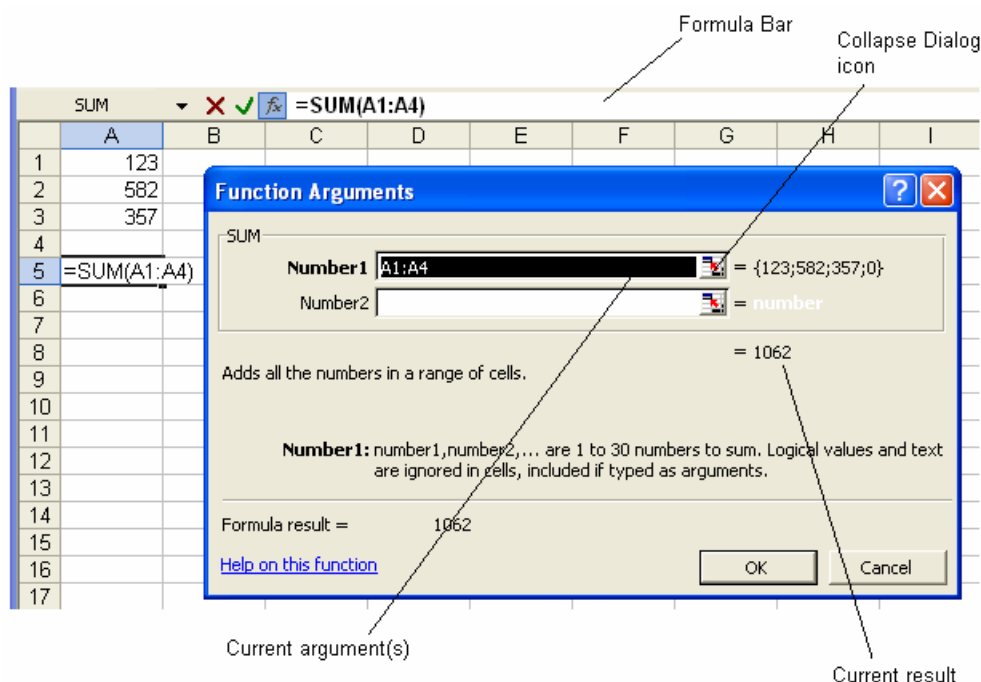 Formula Bar
Collapse Dialog
icon
SUM =SUM(A1:A4)
A B C D E F G H I
1 123
2 582
3 357
4
5 =SUM(A1:A4)
6
7
8
9
10
11
12
13
14
15
16
17
Function Arguments
SUM
Number1 A1:A4 = {123;582;357;0}
Number2 = number
= 1062
Adds all the numbers in a range of cells.
Number1: number1,number2,... are 1 to 30 numbers to sum. Logical values and text
are ignored in cells, included if typed as arguments.
Formula result = 1062
Help on this function
OK Cancel
Current argument(s)
Current result